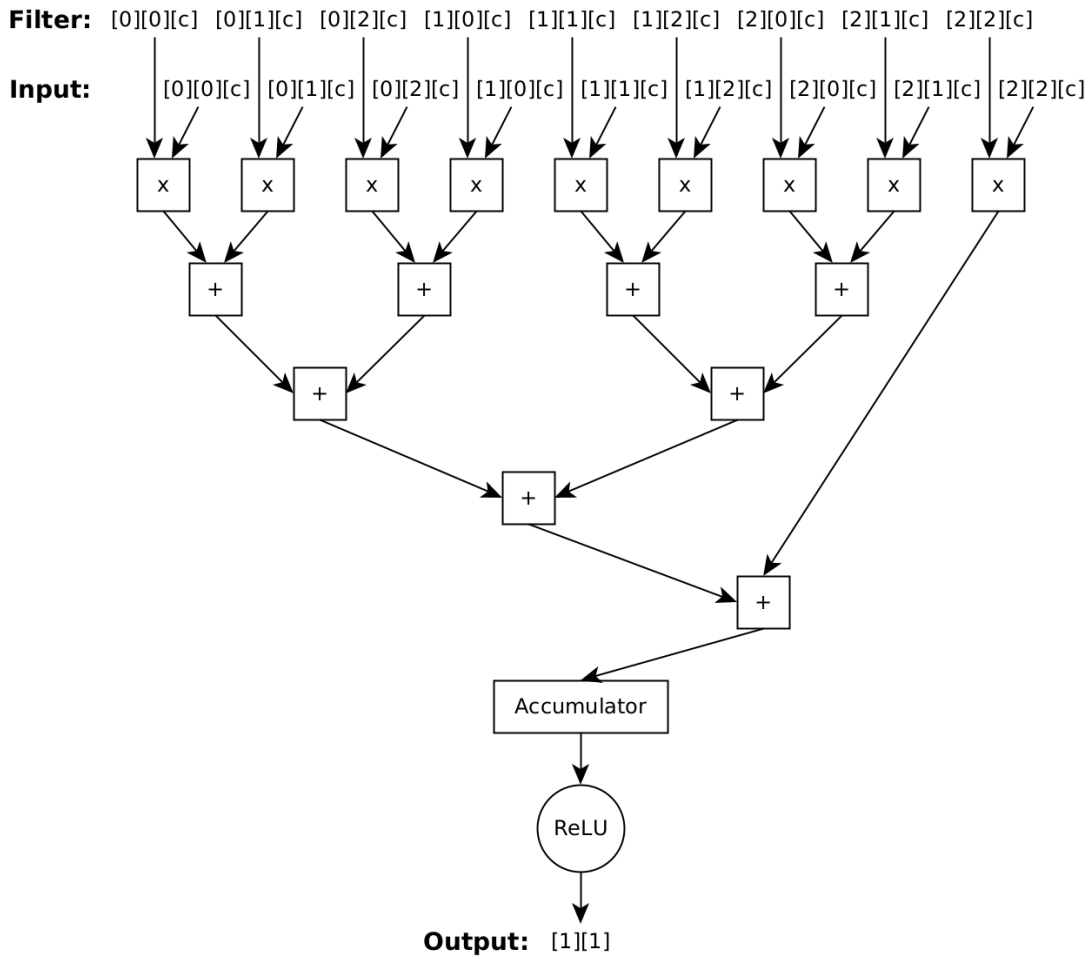 Filter: [0][0][c] [0][1][c] [0][2][c] [1][0][c] [1][1][c] [1][2][c] [2][0][c] [2][1][c] [2][2][c]
Input: [0][0][c] [0][1][c] [0][2][c] [1][0][c] [1][1][c] [1][2][c] [2][0][c] [2][1][c] [2][2][c]
x x x x x x x x x
+ + + +
+ +
+
+
Accumulator
ReLU
Output: [1][1]